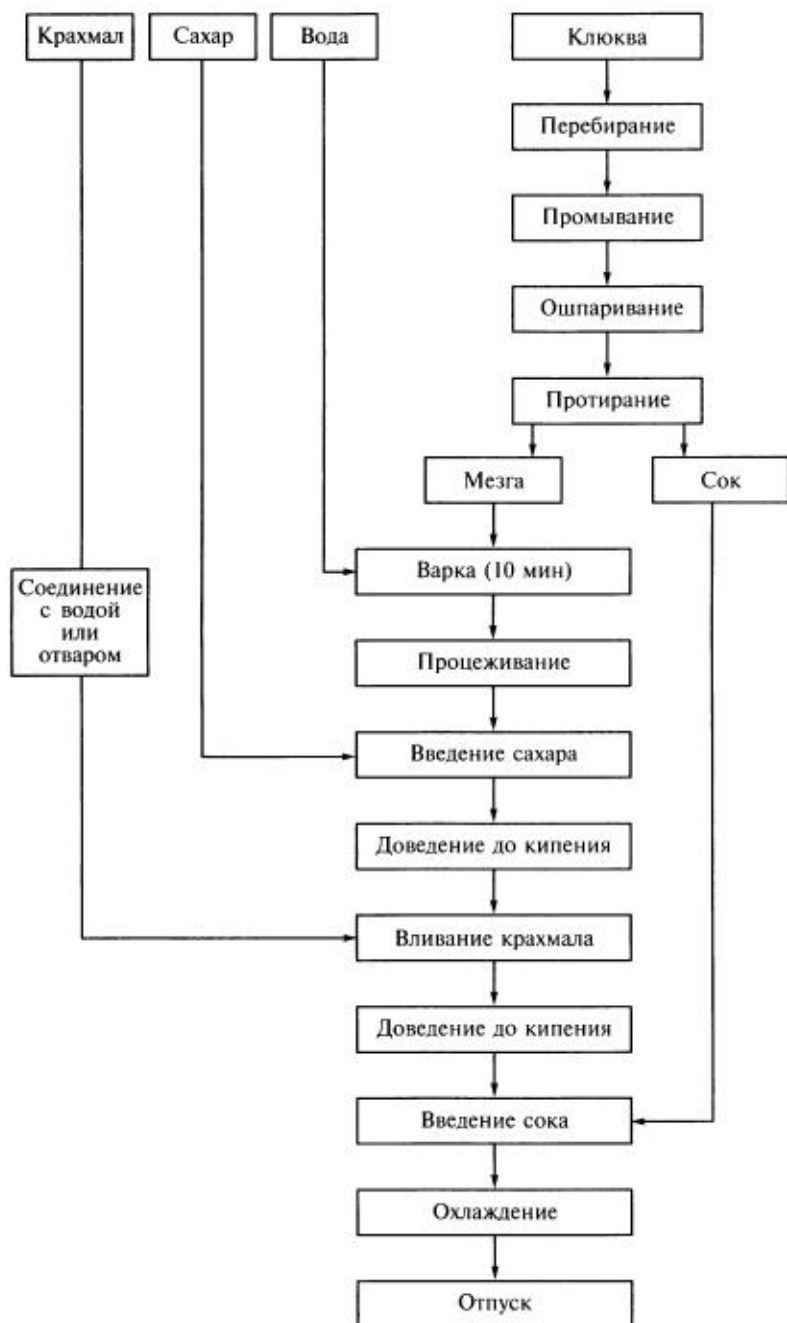 Крахмал
Сахар
Вода
Клюква
Перебирание
Промывание
Ошпаривание
Протирание
Мезга
Сок
Варка (10 мин)
Соединение
с водой
или
отваром
Процеживание
Введение сахара
Доведение до кипения
Вливание крахмала
Доведение до кипения
Введение сока
Охлаждение
Отпуск